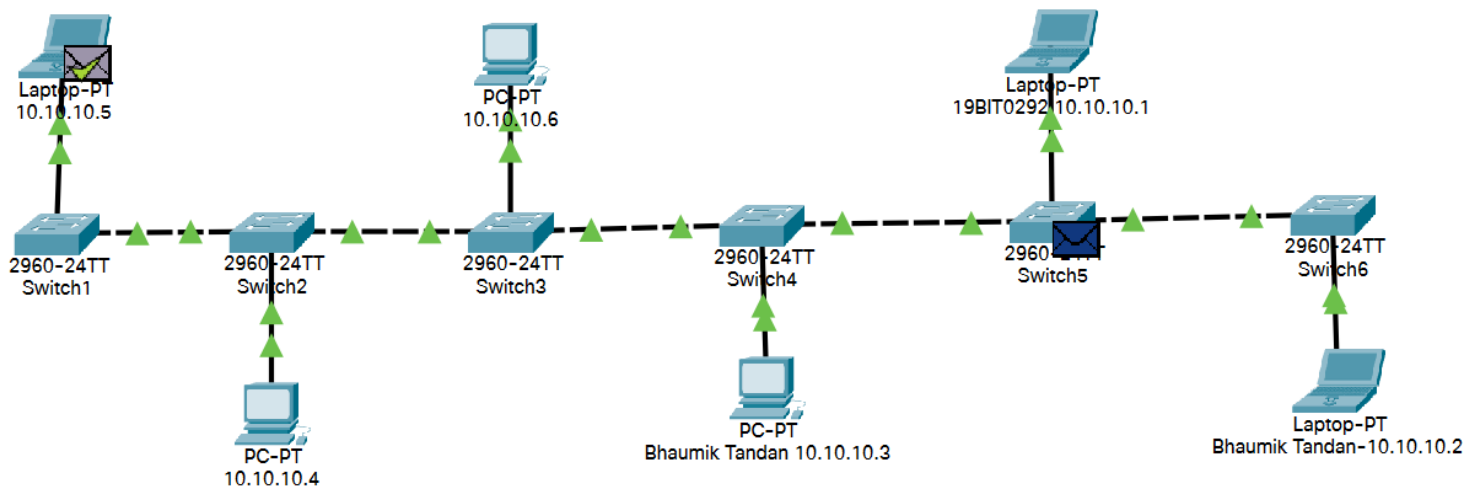 Laptop-PT
10.10.10.5
PC-PT
10.10.10.6
Laptop-PT
19BIT0292 10.10.10.1
2960-24TT
Switch1
2960-24TT
Switch2
2960-24TT
Switch3
2960-24TT
Switch4
2960-24TT
Switch5
2960-24TT
Switch6
PC-PT
10.10.10.4
PC-PT
Bhaumik Tandan 10.10.10.3
Laptop-PT
Bhaumik Tandan-10.10.10.2